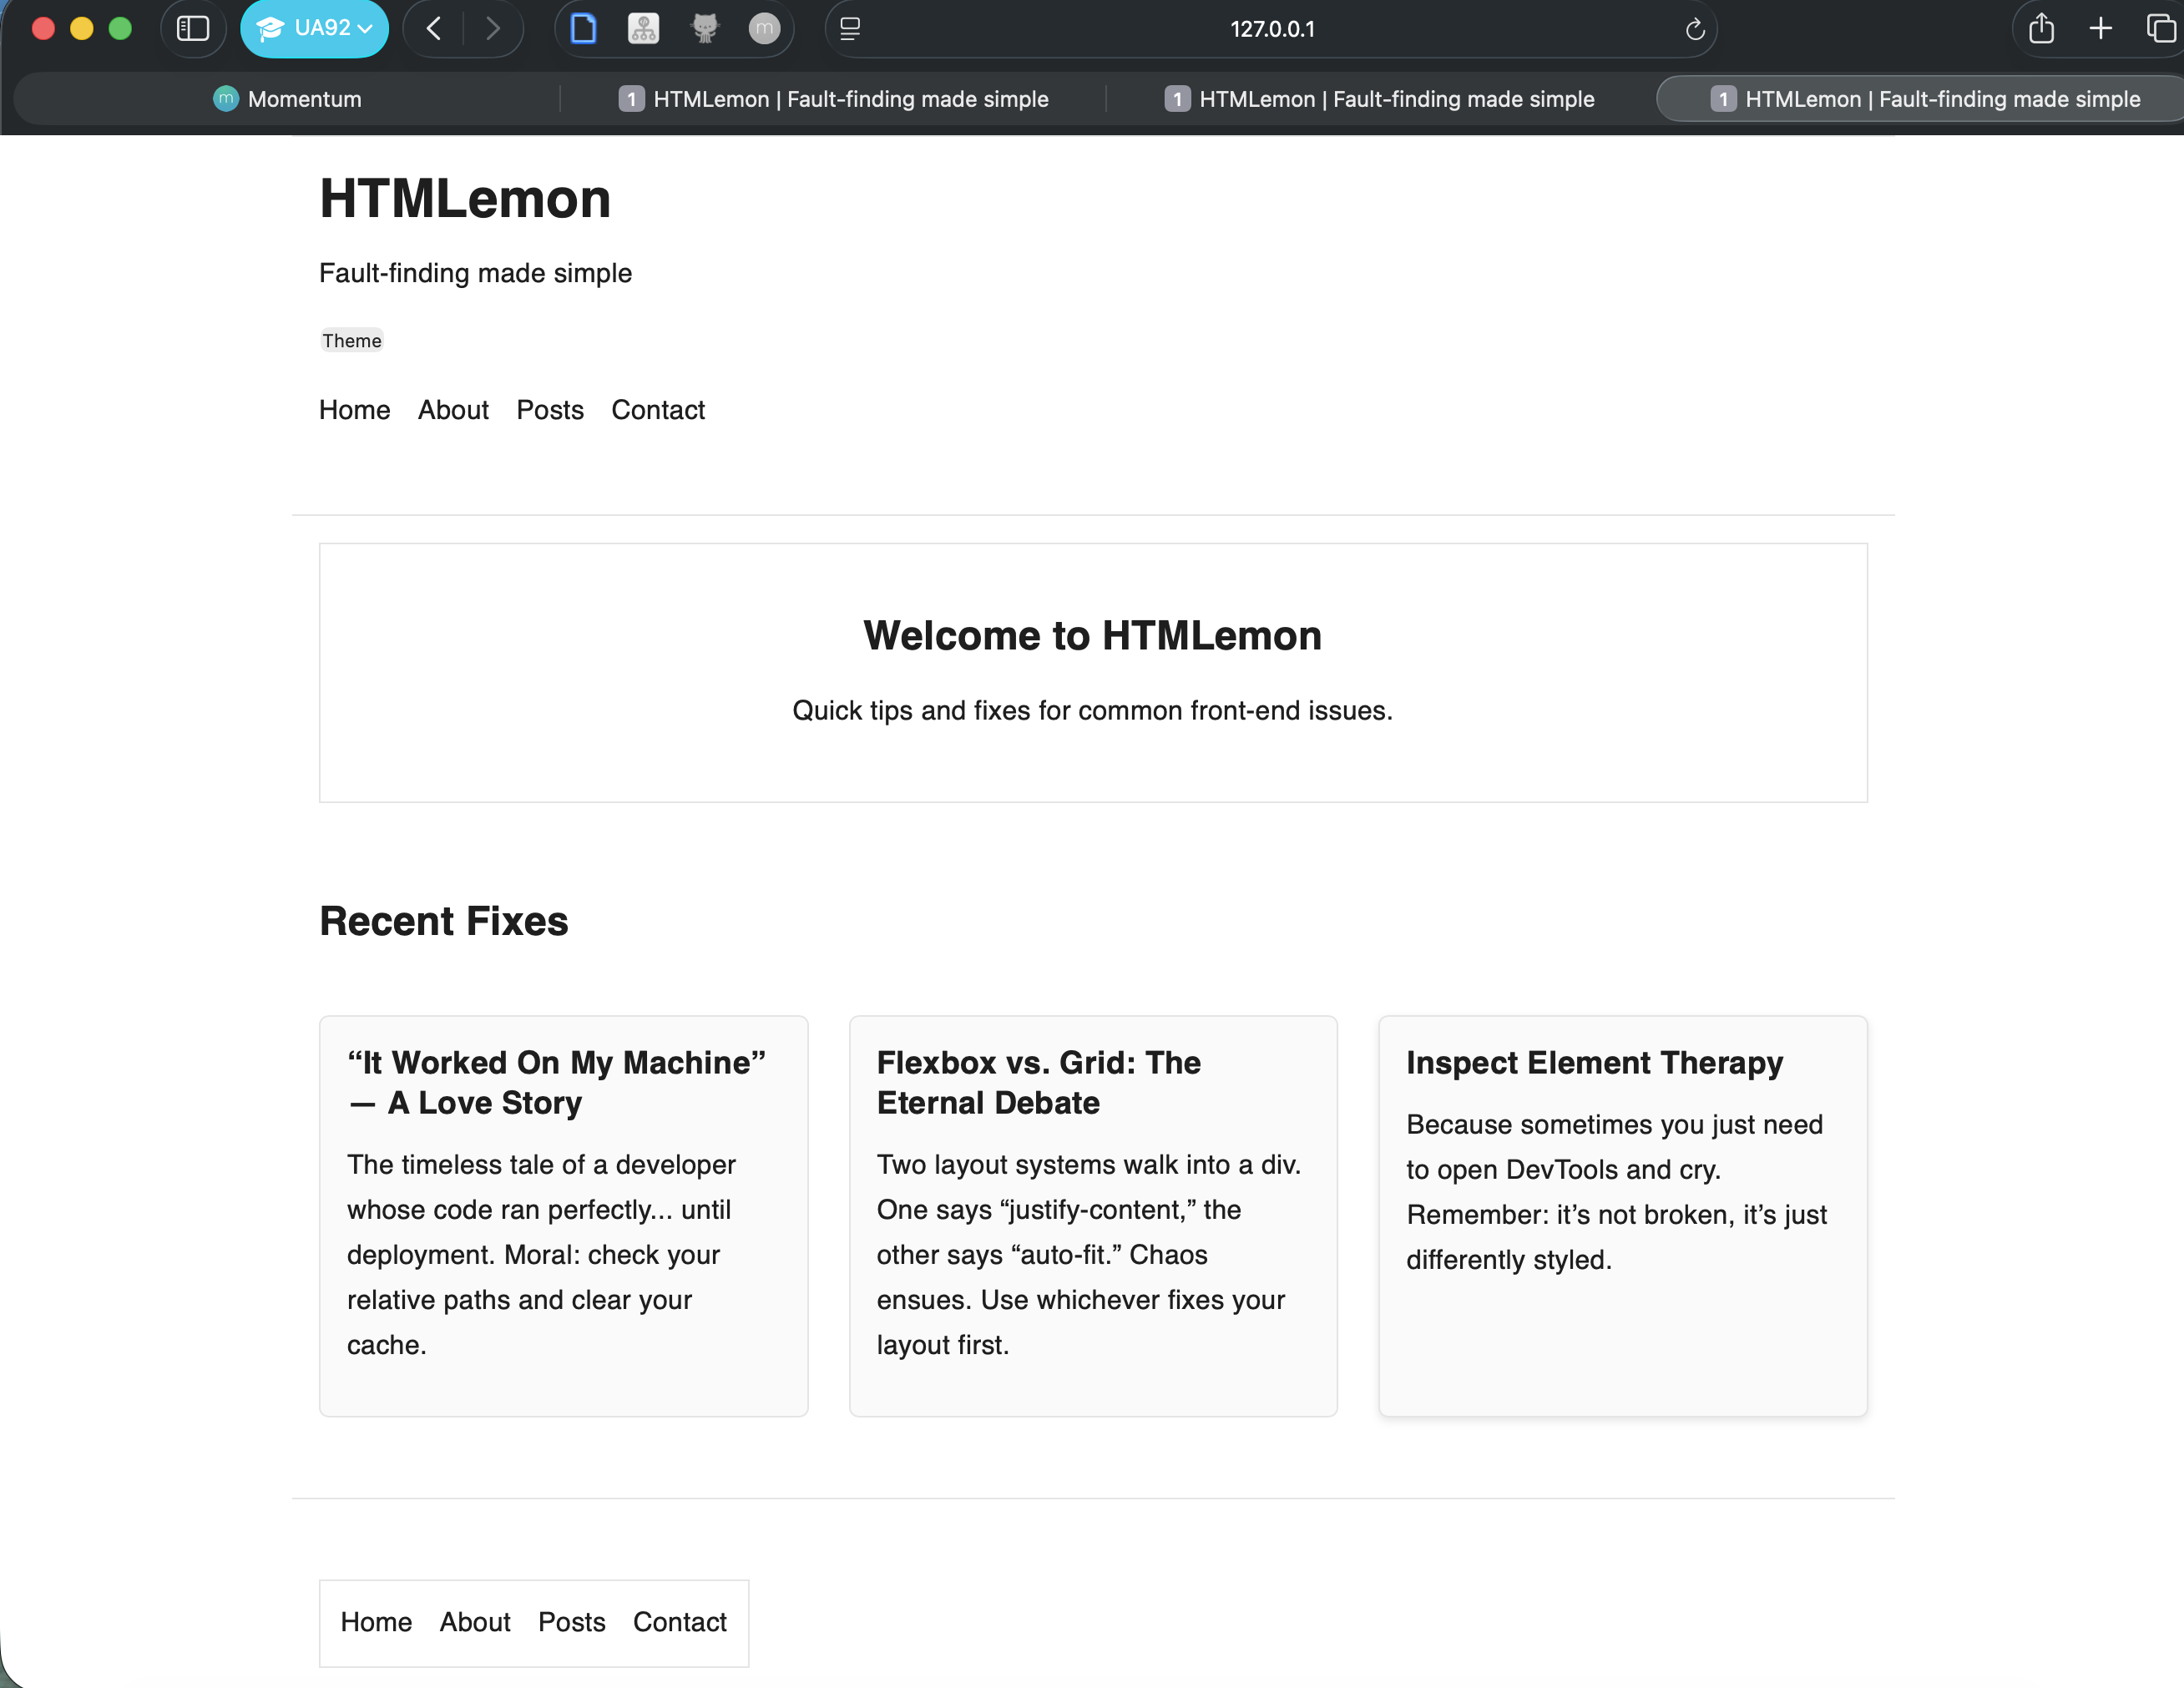 UA92
m
127.0.0.1
m Momentum
1 HTMLemon | Fault-finding made simple
1 HTMLemon | Fault-finding made simple
1 HTMLemon | Fault-finding made simple
HTMLemon
Fault-finding made simple
Theme
Home About Posts Contact
Welcome to HTMLemon
Quick tips and fixes for common front-end issues.
Recent Fixes
“It Worked On My Machine”
— A Love Story
The timeless tale of a developer
whose code ran perfectly... until
deployment. Moral: check your
relative paths and clear your
cache.
Flexbox vs. Grid: The
Eternal Debate
Two layout systems walk into a div.
One says “justify-content,” the
other says “auto-fit.” Chaos
ensues. Use whichever fixes your
layout first.
Inspect Element Therapy
Because sometimes you just need
to open DevTools and cry.
Remember: it’s not broken, it’s just
differently styled.
Home About Posts Contact